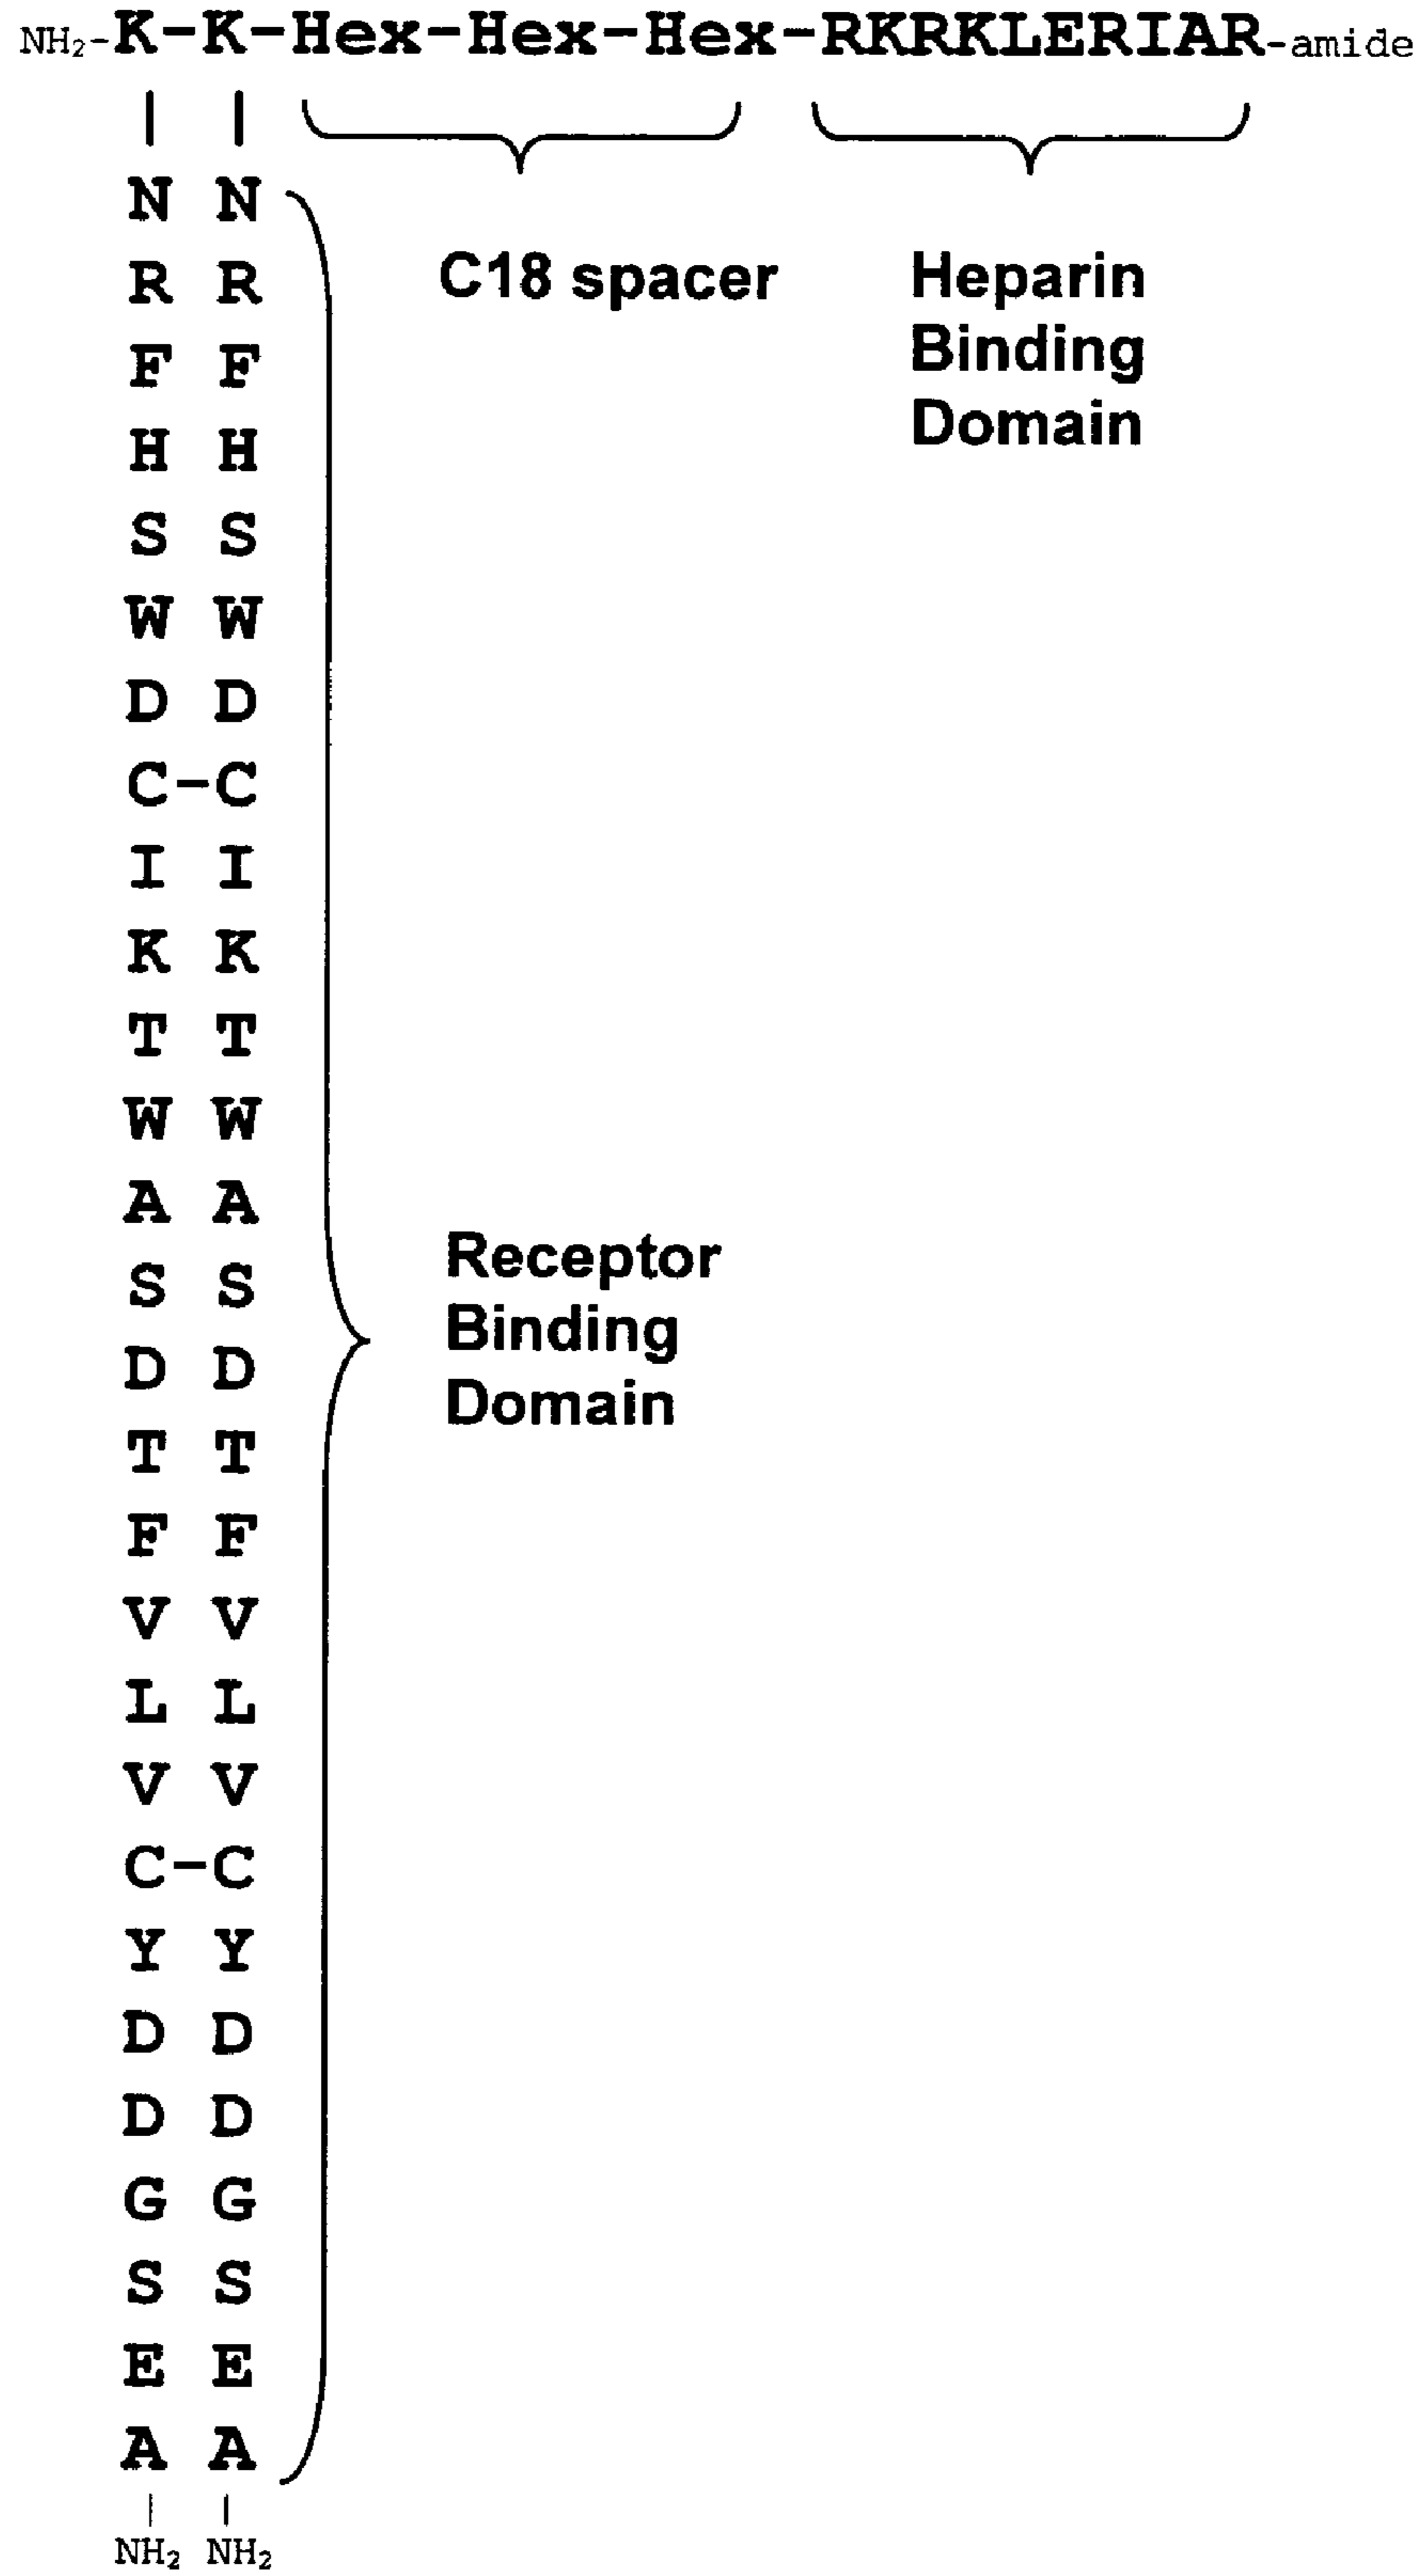 NH₂-K-K-Hex-Hex-Hex-RKRKLERIAR-amide
| |
N N
R R
F F
H H
S S
W W
D D
C-C
I I
K K
T T
W W
A A
S S
D D
T T
F F
V V
L L
V V
C-C
Y Y
D D
D D
G G
S S
E E
A A
| |
NH₂ NH₂
C18 spacer
Heparin
Binding
Domain
Receptor
Binding
Domain